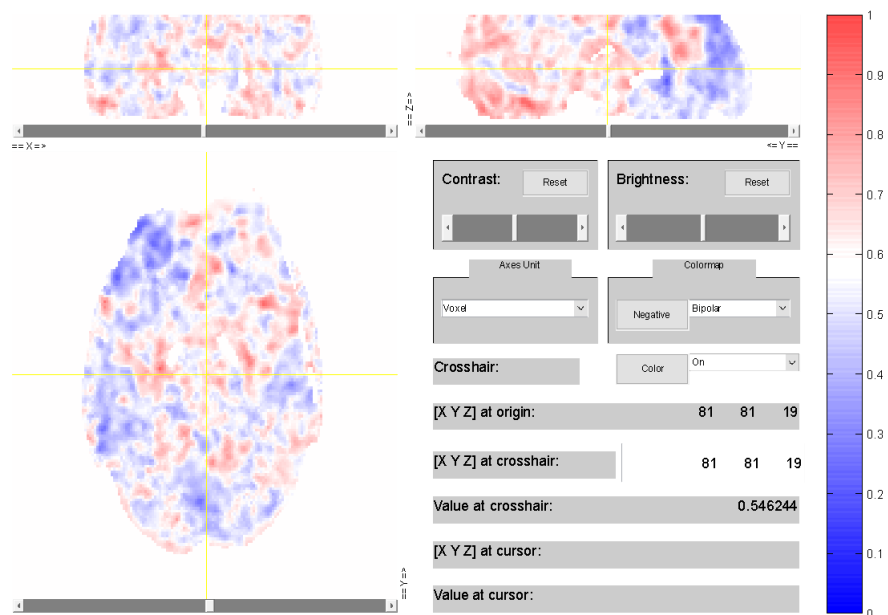 == X =>
== Z=>
<= Y ==
== Y =>
Contrast:
Reset
Brightness:
Reset
Axes Unit
Voxel
Colormap
Negative
Bipolar
Crosshair:
Color
On
[X Y Z] at origin:
81 81 19
[X Y Z] at crosshair:
81 81 19
Value at crosshair:
0.546244
[X Y Z] at cursor:
Value at cursor:
1
0.9
0.8
0.7
0.6
0.5
0.4
0.3
0.2
0.1
0